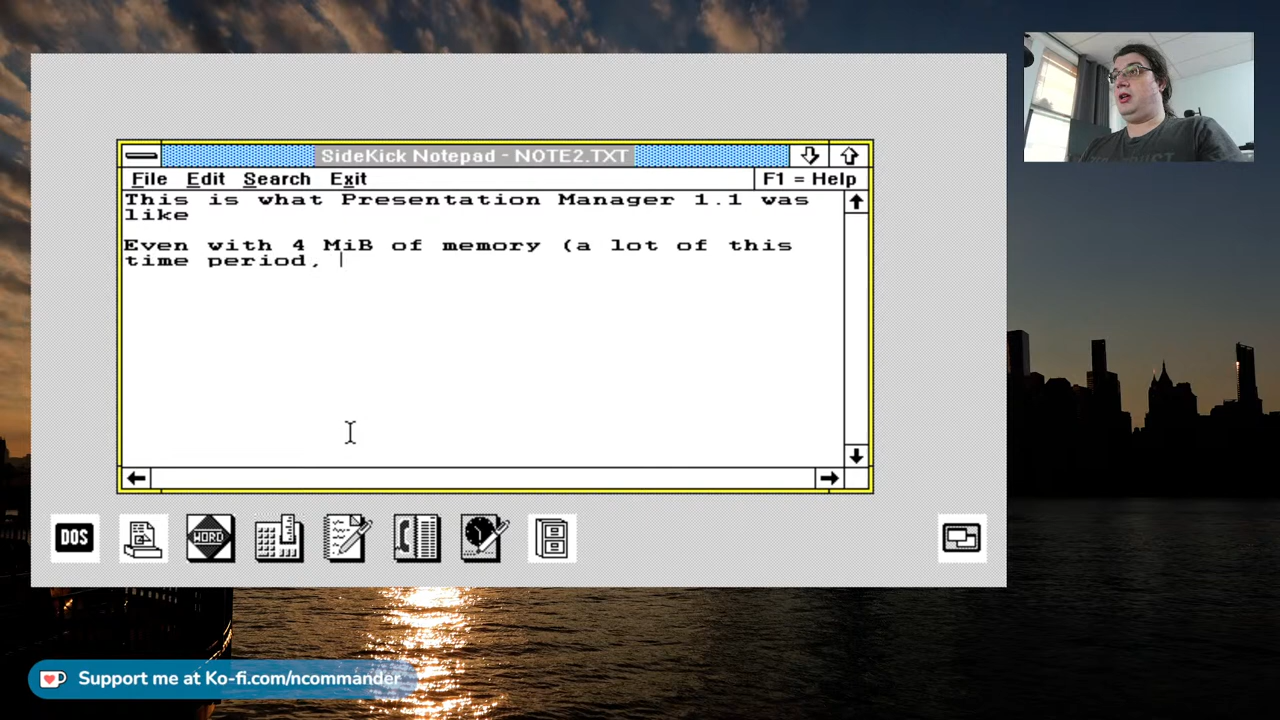 SideKick Notepad - NOTE2.TXT
File Edit Search Exit F1 = Help
This is what Presentation Manager 1.1 was
like
Even with 4 MiB of memory (a lot of this
time period,
DOS
WORD
Support me at Ko-fi.com/ncommander